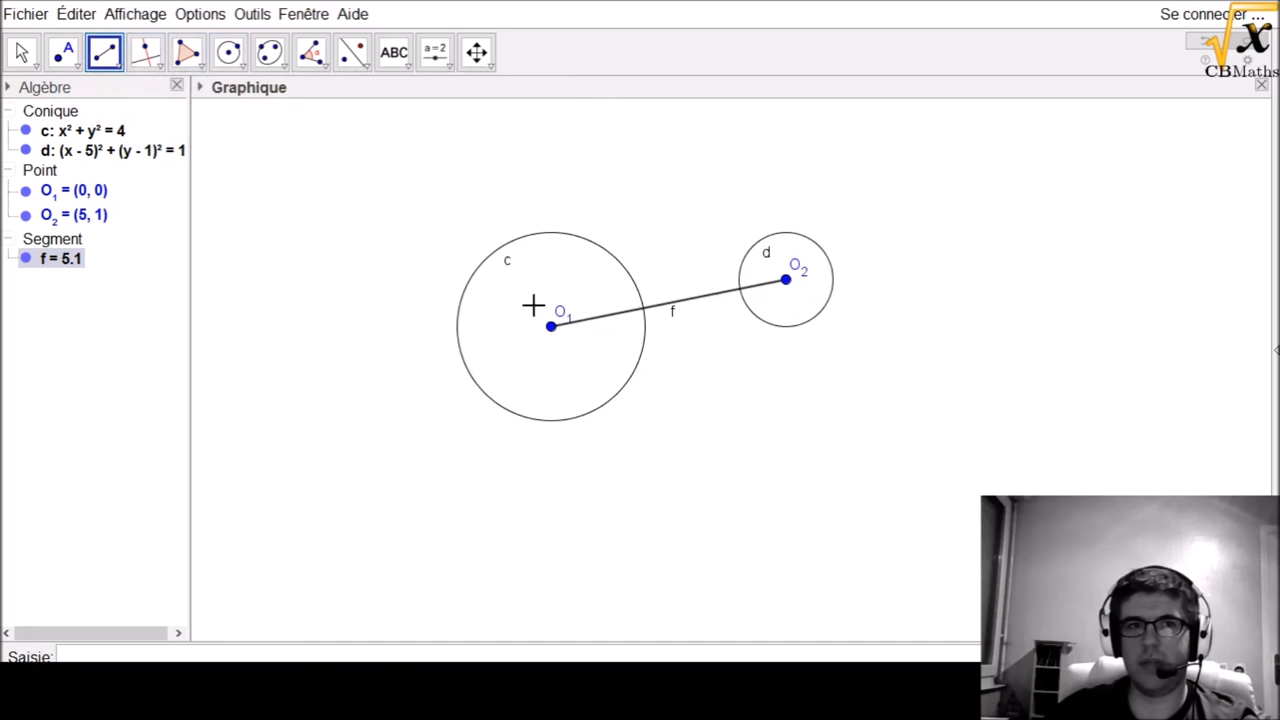 Fichier Éditer Affichage Options Outils Fenêtre Aide Se connecter ...
A ABC a=2
x
CBMaths
Algèbre Graphique
Conique
c: x² + y² = 4
d: (x - 5)² + (y - 1)² = 1
Point
O₁ = (0, 0)
O₂ = (5, 1)
Segment
f = 5.1
c
d
O₂
O₁
f
Saisie: